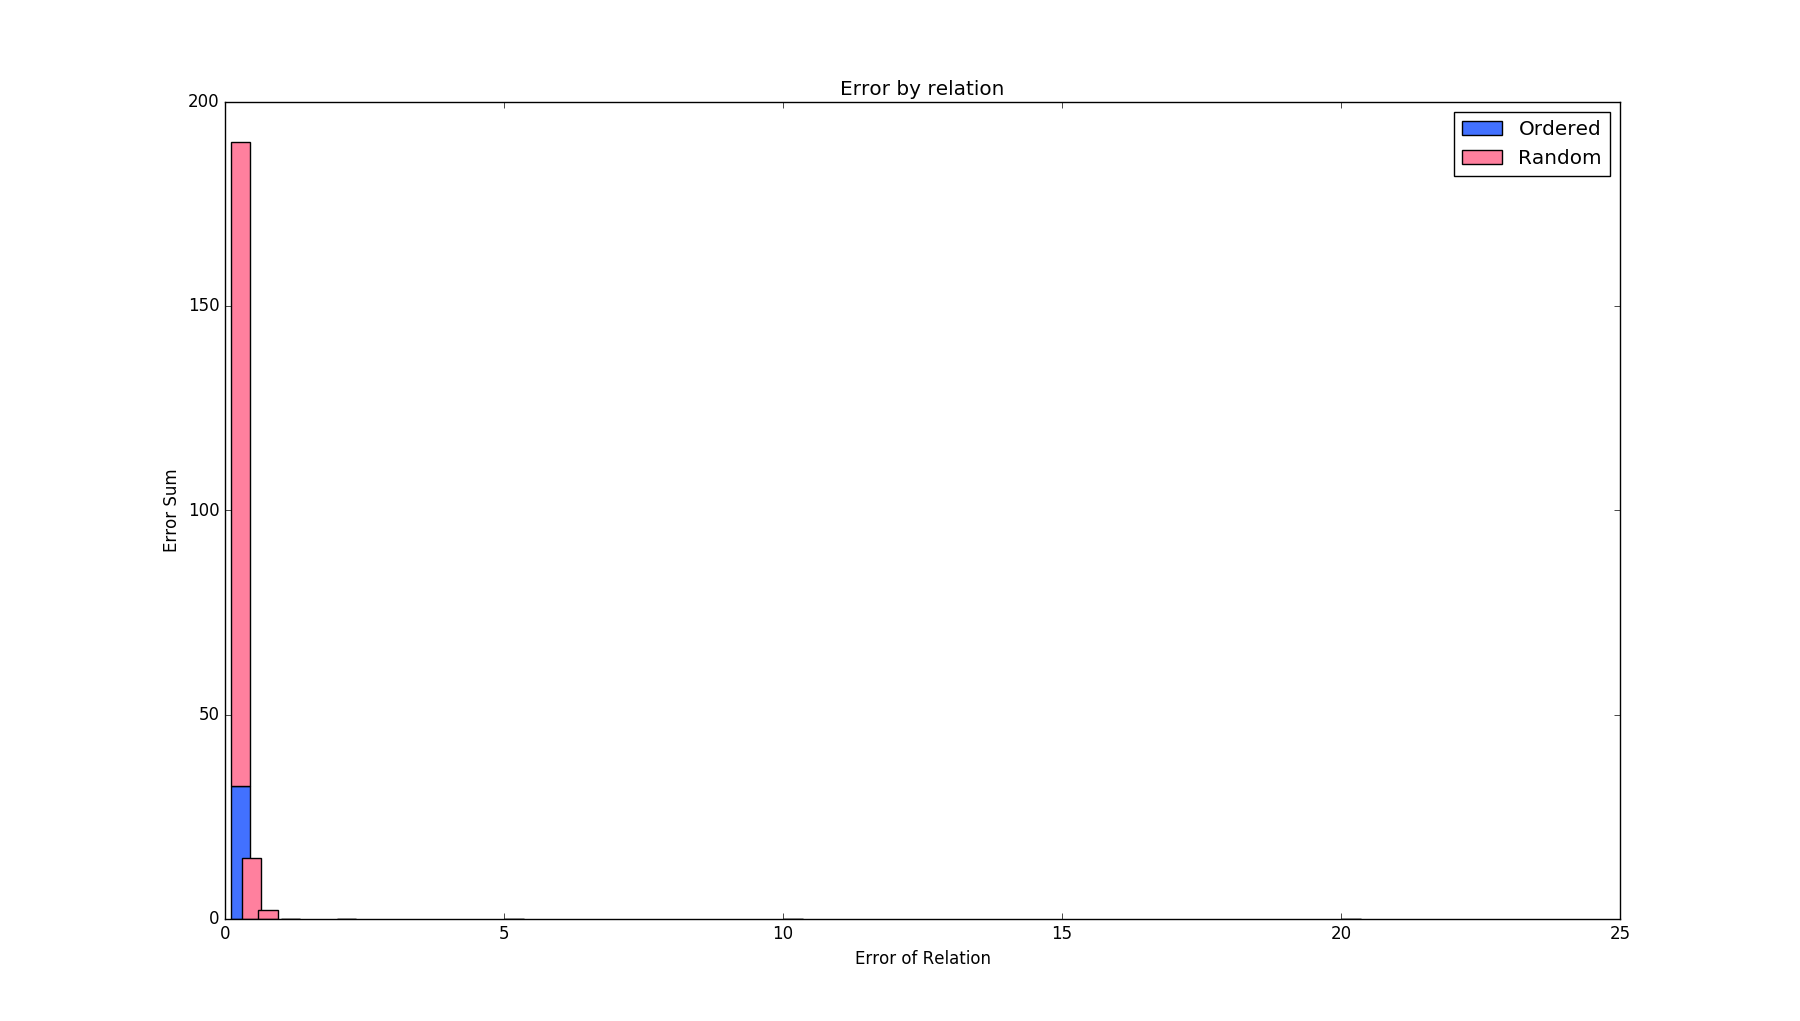 Error by relation
Ordered
Random
200
150
100
50
0
Error Sum
0 5 10 15 20 25
Error of Relation